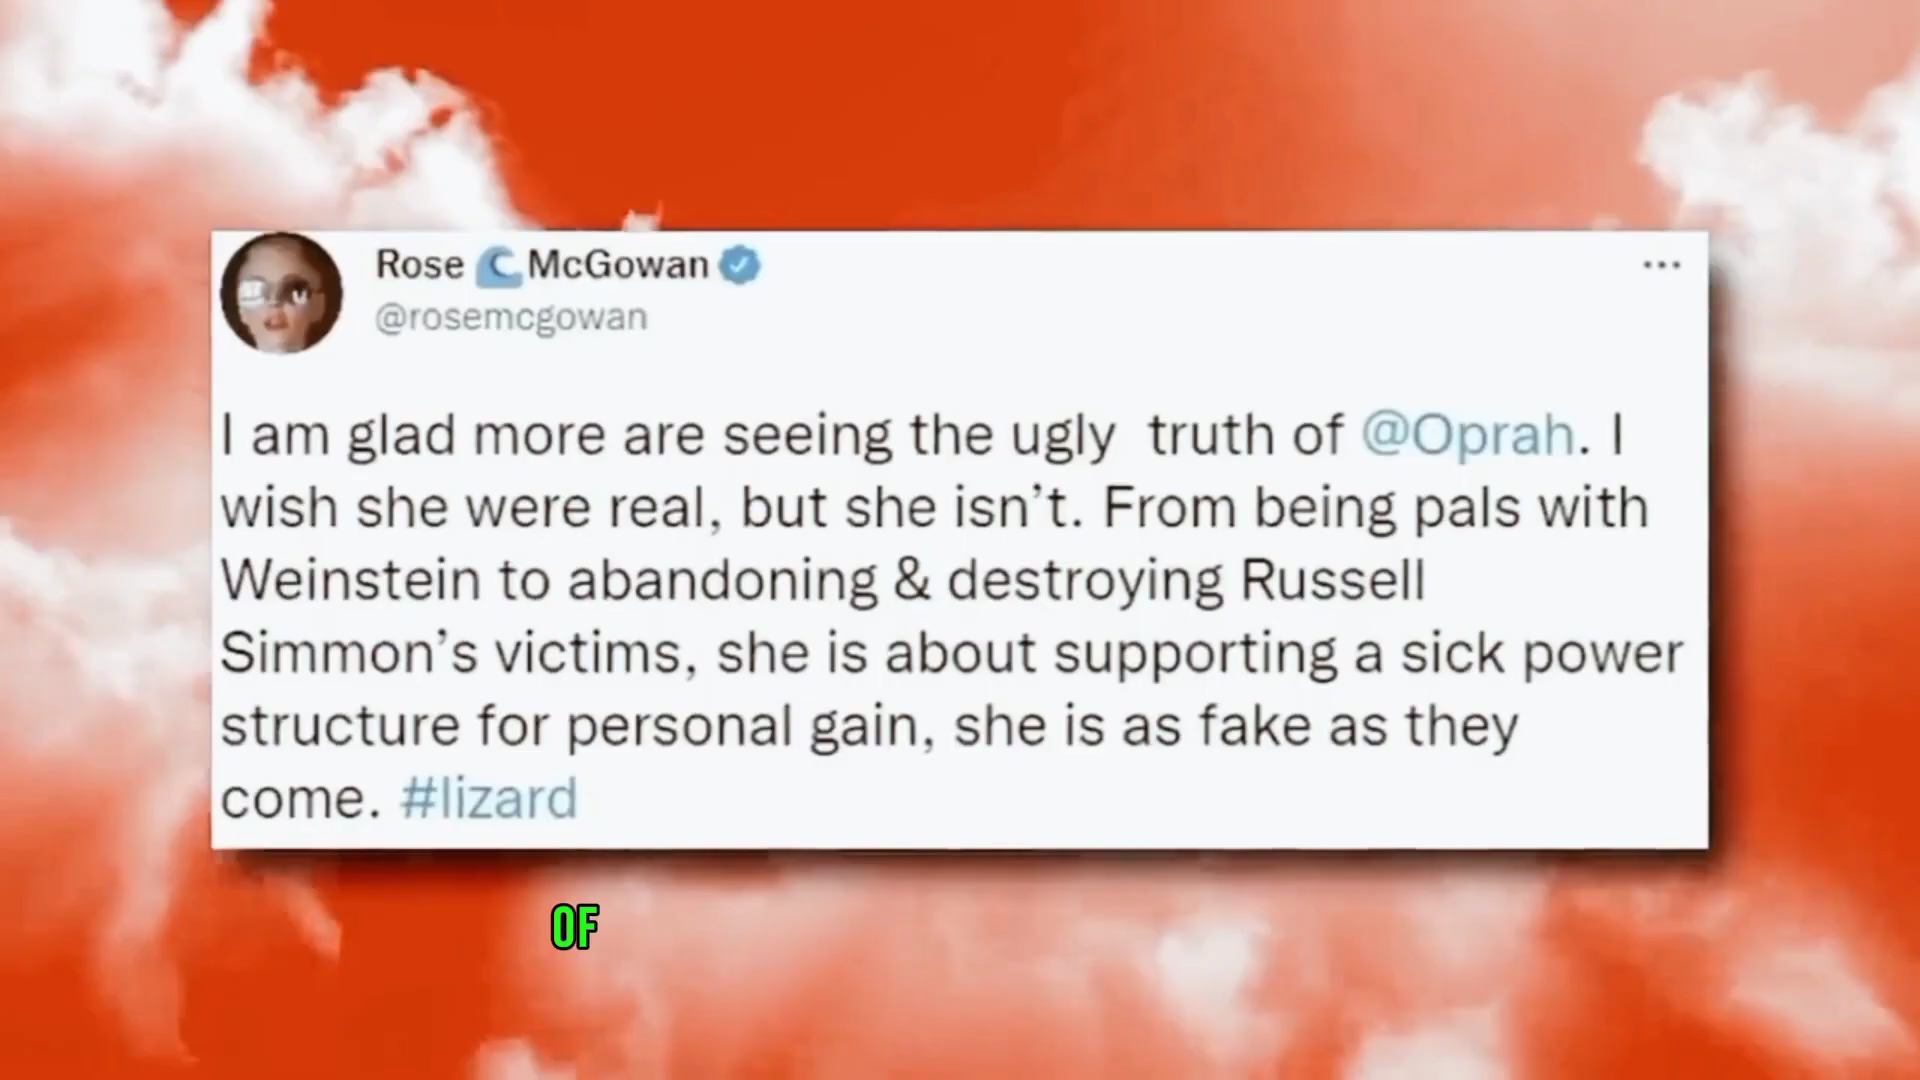 Rose 🌊 McGowan
@rosemcgowan
I am glad more are seeing the ugly truth of @Oprah. I
wish she were real, but she isn’t. From being pals with
Weinstein to abandoning & destroying Russell
Simmon’s victims, she is about supporting a sick power
structure for personal gain, she is as fake as they
come. #lizard
OF